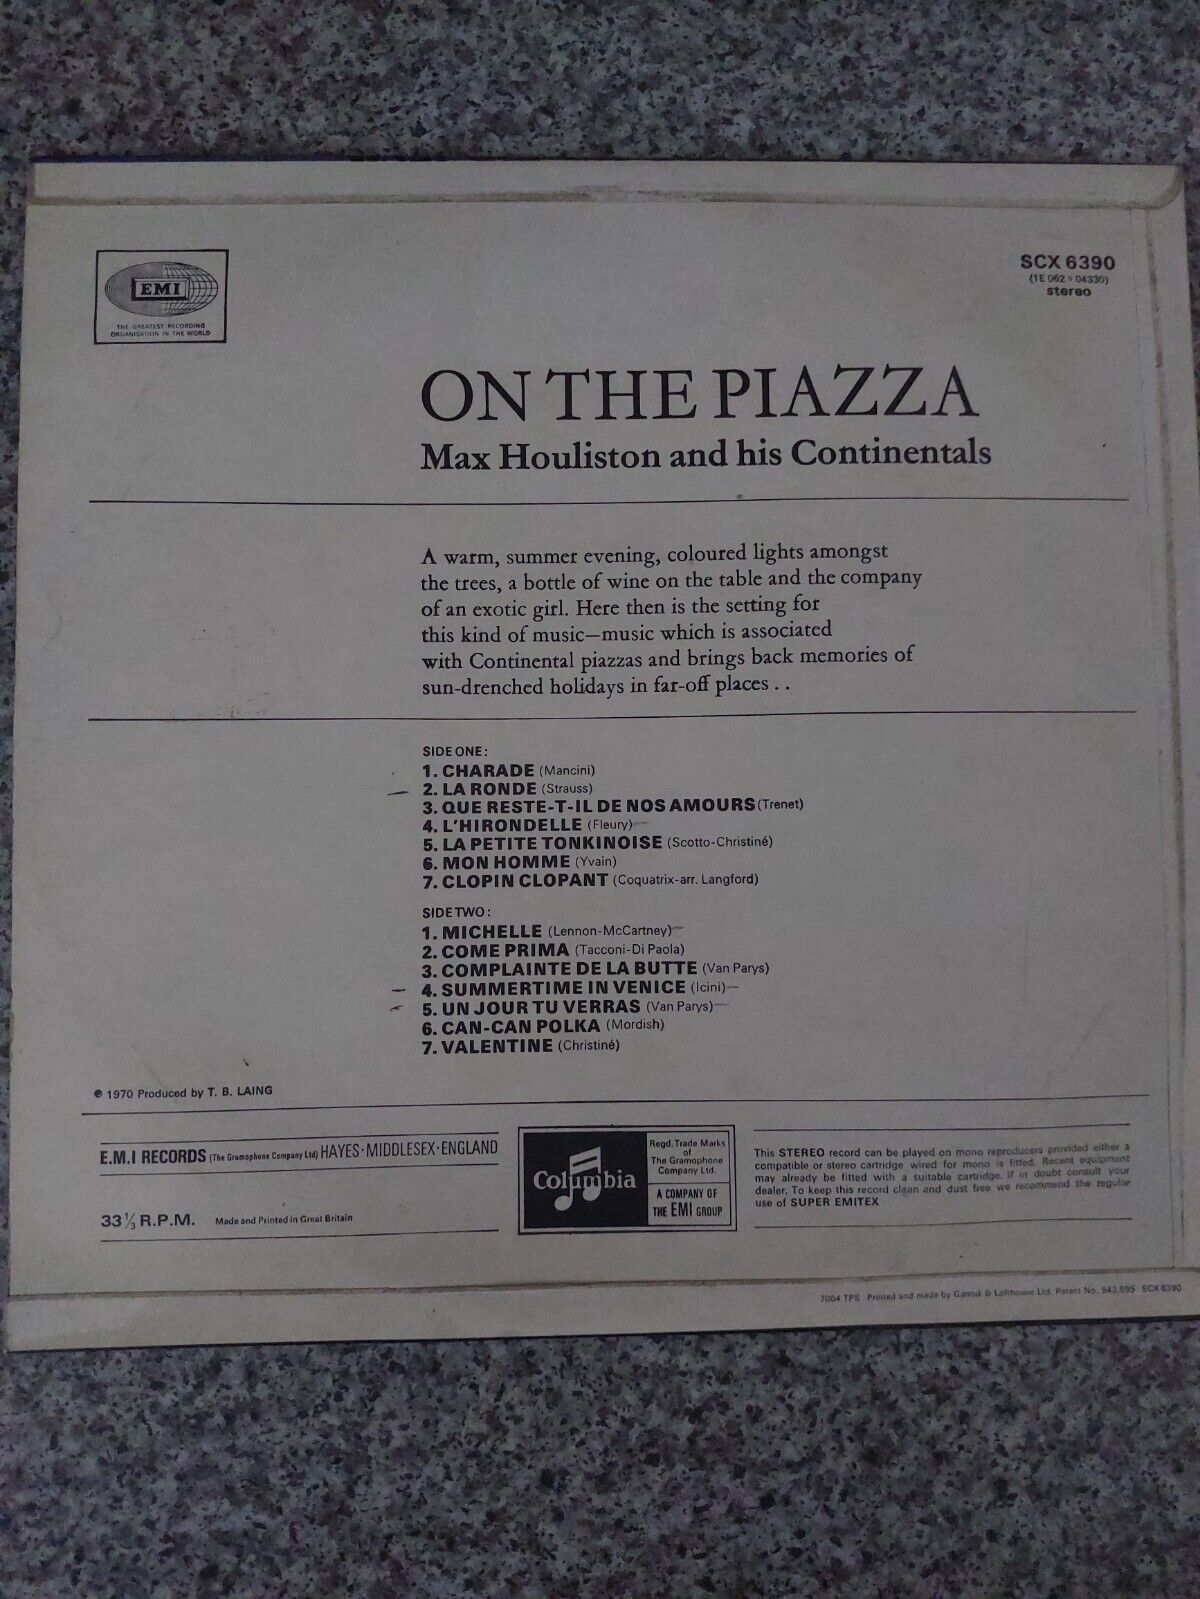 EMI
THE GREATEST RECORDING
ORGANISATION IN THE WORLD
SCX 6390
(1E 062 ° 04330)
stereo
ON THE PIAZZA
Max Houliston and his Continentals
A warm, summer evening, coloured lights amongst
the trees, a bottle of wine on the table and the company
of an exotic girl. Here then is the setting for
this kind of music—music which is associated
with Continental piazzas and brings back memories of
sun-drenched holidays in far-off places . .
SIDE ONE:
1. CHARADE (Mancini)
2. LA RONDE (Strauss)
3. QUE RESTE-T-IL DE NOS AMOURS (Trenet)
4. L'HIRONDELLE (Fleury)
5. LA PETITE TONKINOISE (Scotto-Christiné)
6. MON HOMME (Yvain)
7. CLOPIN CLOPANT (Coquatrix-arr. Langford)
SIDE TWO:
1. MICHELLE (Lennon-McCartney)
2. COME PRIMA (Tacconi-Di Paola)
3. COMPLAINTE DE LA BUTTE (Van Parys)
4. SUMMERTIME IN VENICE (Icini)
5. UN JOUR TU VERRAS (Van Parys)
6. CAN-CAN POLKA (Mordish)
7. VALENTINE (Christiné)
℗ 1970 Produced by T. B. LAING
E.M.I RECORDS (The Gramophone Company Ltd) HAYES·MIDDLESEX·ENGLAND
33⅓ R.P.M. Made and Printed in Great Britain
Columbia
Regd. Trade Marks
of The Gramophone
Company Ltd.
A COMPANY OF
THE EMI GROUP
This STEREO record can be played on mono reproducers provided either a
compatible or stereo cartridge wired for mono is fitted. Recent equipment
may already be fitted with a suitable cartridge. If in doubt consult your
dealer. To keep this record clean and dust free we recommend the regular
use of SUPER EMITEX
7004 TPS Printed and made by Garrod & Lofthouse Ltd. Patent No. 943,895 SCX 6390